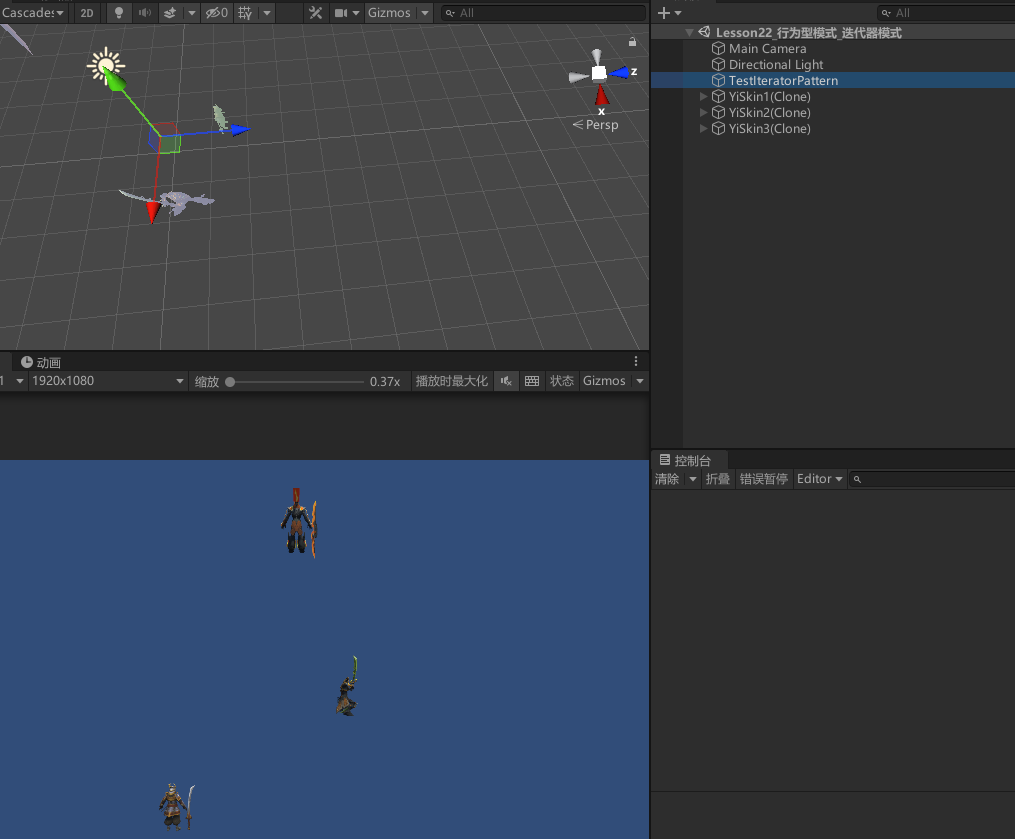 Cascades
2D
0
Gizmos
All
All
Lesson22_行为型模式_迭代器模式
Main Camera
Directional Light
TestIteratorPattern
YiSkin1(Clone)
YiSkin2(Clone)
YiSkin3(Clone)
z
x
Persp
动画
1
1920x1080
缩放
0.37x
播放时最大化
状态
Gizmos
控制台
清除
折叠
错误暂停
Editor